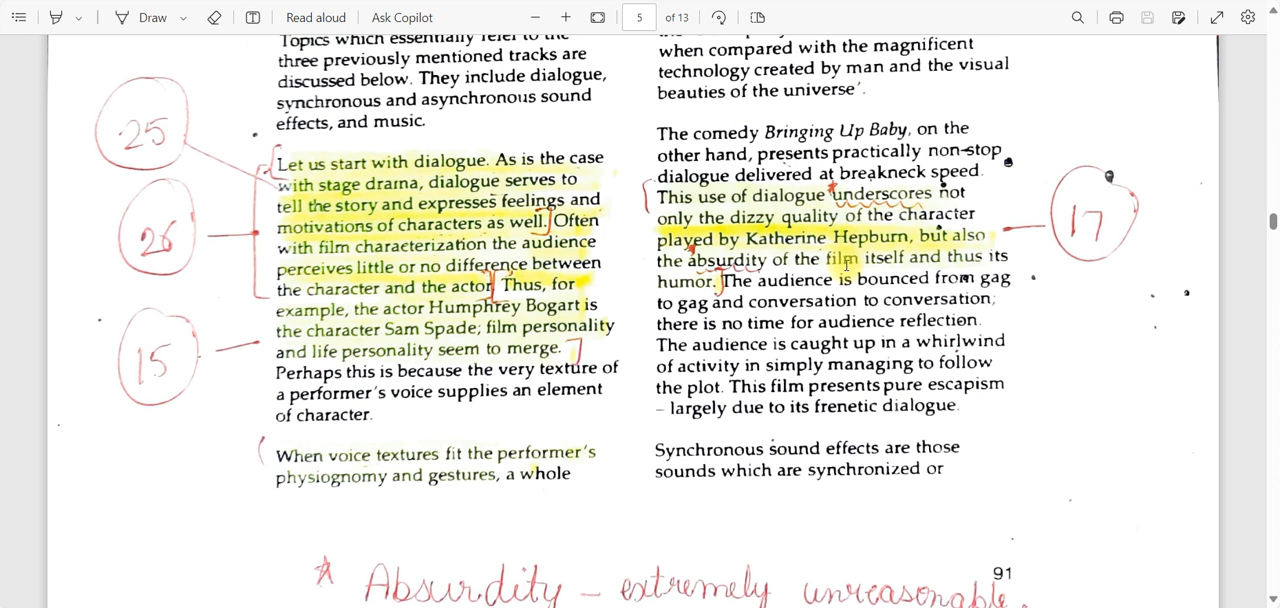 Draw
Read aloud
Ask Copilot
5
of 13
Topics which essentially refer to the
three previously mentioned tracks are
discussed below. They include dialogue,
synchronous and asynchronous sound
effects, and music.
25
26
15
Let us start with dialogue. As is the case
with stage drama, dialogue serves to
tell the story and expresses feelings and
motivations of characters as well. Often
with film characterization the audience
perceives little or no difference between
the character and the actor. Thus, for
example, the actor Humphrey Bogart is
the character Sam Spade; film personality
and life personality seem to merge.
Perhaps this is because the very texture of
a performer's voice supplies an element
of character.
When voice textures fit the performer's
physiognomy and gestures, a whole
when compared with the magnificent
technology created by man and the visual
beauties of the universe'.
The comedy Bringing Up Baby, on the
other hand, presents practically non-stop
dialogue delivered at breakneck speed.
This use of dialogue underscores not
only the dizzy quality of the character
played by Katherine Hepburn, but also
the absurdity of the film itself and thus its
humor. The audience is bounced from gag
to gag and conversation to conversation;
there is no time for audience reflection.
The audience is caught up in a whirlwind
of activity in simply managing to follow
the plot. This film presents pure escapism
– largely due to its frenetic dialogue.
Synchronous sound effects are those
sounds which are synchronized or
17
91
* Absurdity – extremely unreasonable.